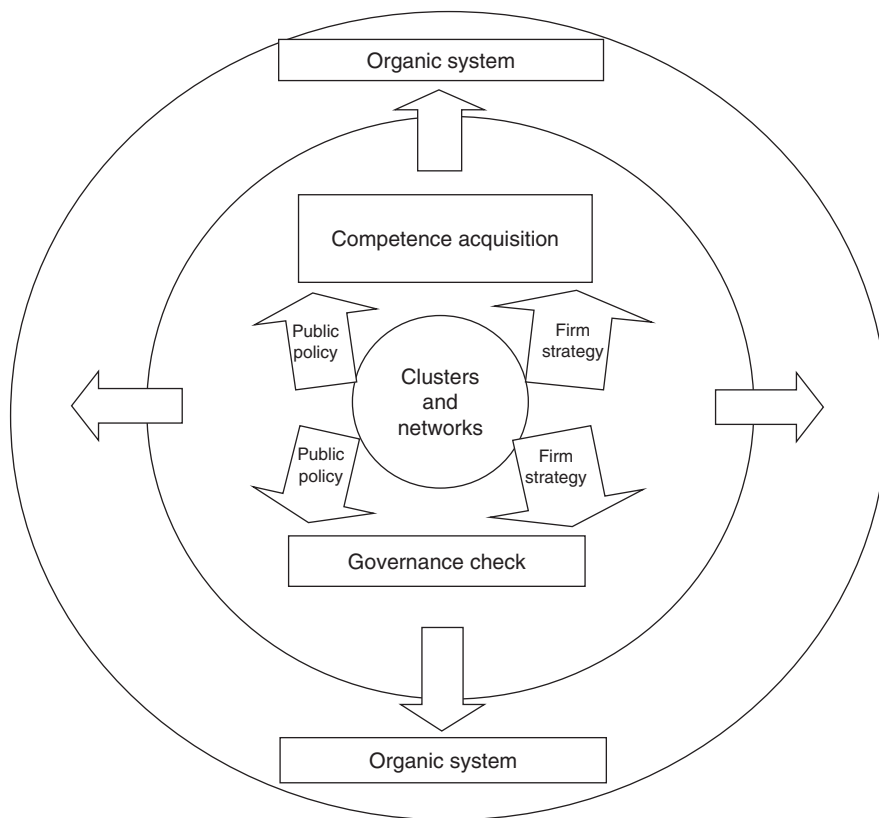 Organic system
Competence acquisition
Public
policy
Firm
strategy
Clusters
and
networks
Public
policy
Firm
strategy
Governance check
Organic system